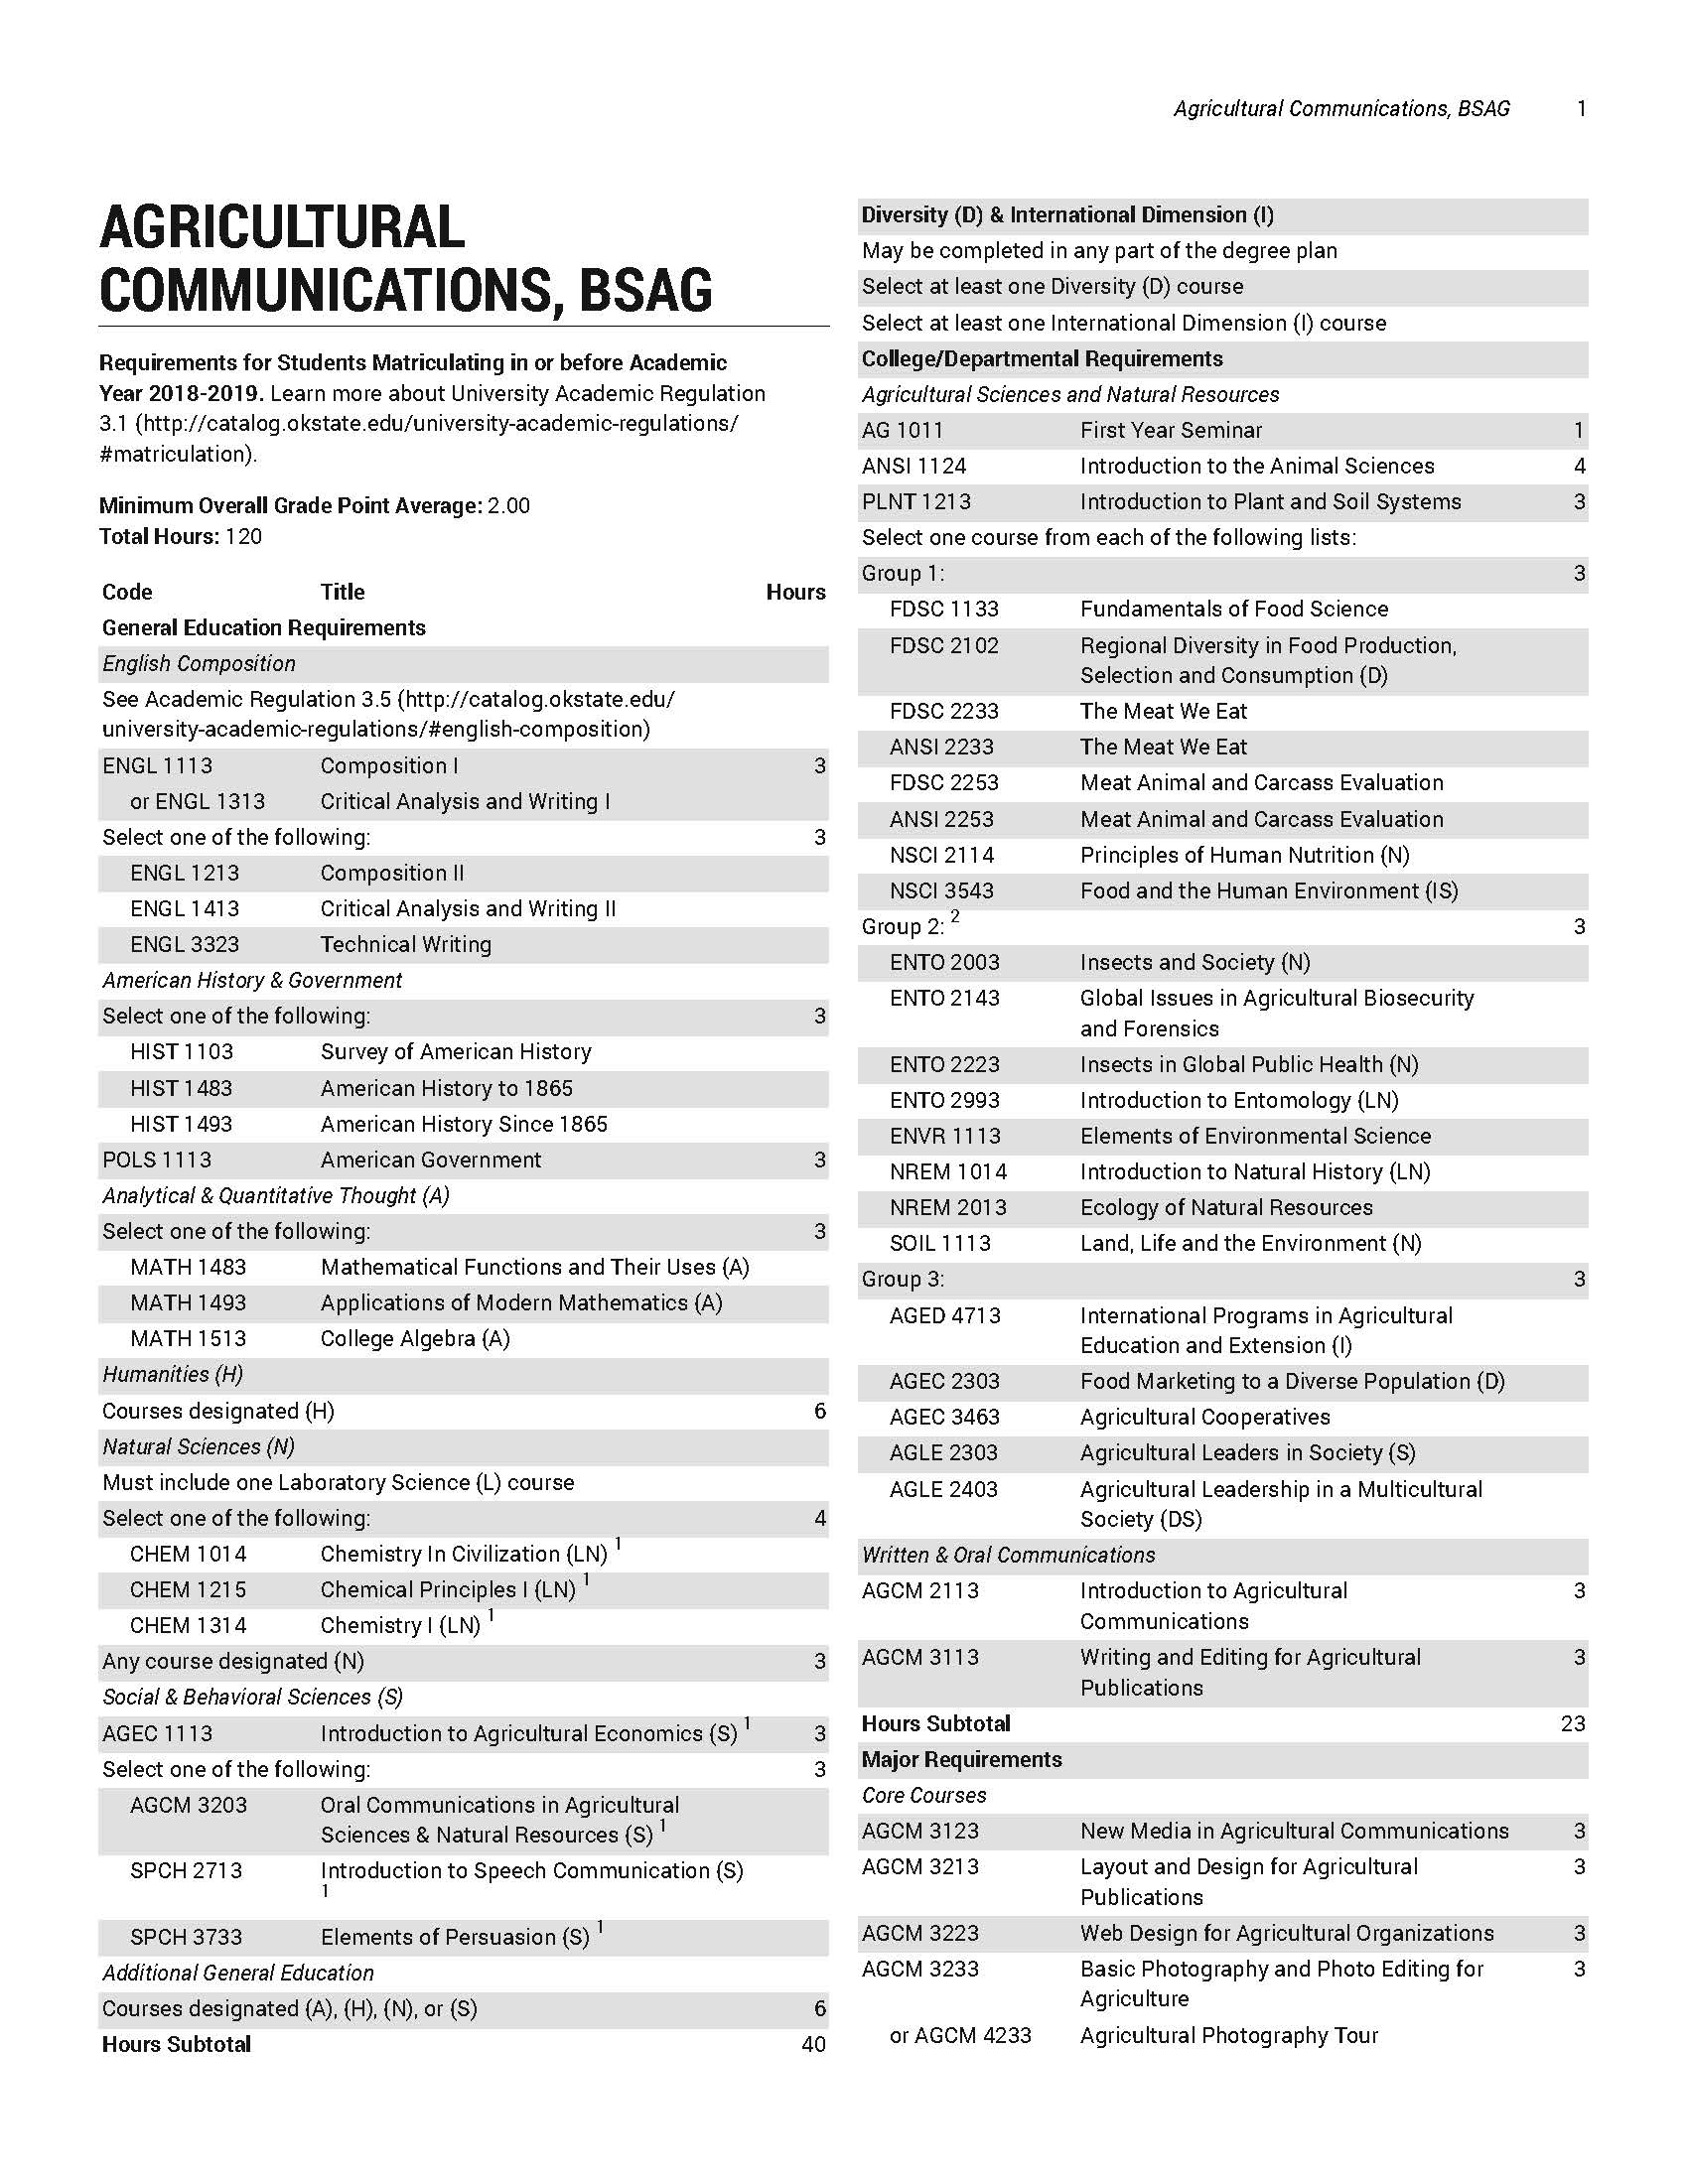 Agricultural Communications, BSAG 1
AGRICULTURAL
COMMUNICATIONS, BSAG
Requirements for Students Matriculating in or before Academic
Year 2018-2019. Learn more about University Academic Regulation
3.1 (http://catalog.okstate.edu/university-academic-regulations/
#matriculation).
Minimum Overall Grade Point Average: 2.00
Total Hours: 120
Code Title Hours
General Education Requirements
English Composition
See Academic Regulation 3.5 (http://catalog.okstate.edu/
university-academic-regulations/#english-composition)
ENGL 1113 Composition I 3
or ENGL 1313 Critical Analysis and Writing I
Select one of the following: 3
ENGL 1213 Composition II
ENGL 1413 Critical Analysis and Writing II
ENGL 3323 Technical Writing
American History & Government
Select one of the following: 3
HIST 1103 Survey of American History
HIST 1483 American History to 1865
HIST 1493 American History Since 1865
POLS 1113 American Government 3
Analytical & Quantitative Thought (A)
Select one of the following: 3
MATH 1483 Mathematical Functions and Their Uses (A)
MATH 1493 Applications of Modern Mathematics (A)
MATH 1513 College Algebra (A)
Humanities (H)
Courses designated (H) 6
Natural Sciences (N)
Must include one Laboratory Science (L) course
Select one of the following: 4
CHEM 1014 Chemistry In Civilization (LN) 1
CHEM 1215 Chemical Principles I (LN) 1
CHEM 1314 Chemistry I (LN) 1
Any course designated (N) 3
Social & Behavioral Sciences (S)
AGEC 1113 Introduction to Agricultural Economics (S) 1 3
Select one of the following: 3
AGCM 3203 Oral Communications in Agricultural
Sciences & Natural Resources (S) 1
SPCH 2713 Introduction to Speech Communication (S)
1
SPCH 3733 Elements of Persuasion (S) 1
Additional General Education
Courses designated (A), (H), (N), or (S) 6
Hours Subtotal 40
Diversity (D) & International Dimension (I)
May be completed in any part of the degree plan
Select at least one Diversity (D) course
Select at least one International Dimension (I) course
College/Departmental Requirements
Agricultural Sciences and Natural Resources
AG 1011 First Year Seminar 1
ANSI 1124 Introduction to the Animal Sciences 4
PLNT 1213 Introduction to Plant and Soil Systems 3
Select one course from each of the following lists:
Group 1: 3
FDSC 1133 Fundamentals of Food Science
FDSC 2102 Regional Diversity in Food Production,
Selection and Consumption (D)
FDSC 2233 The Meat We Eat
ANSI 2233 The Meat We Eat
FDSC 2253 Meat Animal and Carcass Evaluation
ANSI 2253 Meat Animal and Carcass Evaluation
NSCI 2114 Principles of Human Nutrition (N)
NSCI 3543 Food and the Human Environment (IS)
Group 2: 2 3
ENTO 2003 Insects and Society (N)
ENTO 2143 Global Issues in Agricultural Biosecurity
and Forensics
ENTO 2223 Insects in Global Public Health (N)
ENTO 2993 Introduction to Entomology (LN)
ENVR 1113 Elements of Environmental Science
NREM 1014 Introduction to Natural History (LN)
NREM 2013 Ecology of Natural Resources
SOIL 1113 Land, Life and the Environment (N)
Group 3: 3
AGED 4713 International Programs in Agricultural
Education and Extension (I)
AGEC 2303 Food Marketing to a Diverse Population (D)
AGEC 3463 Agricultural Cooperatives
AGLE 2303 Agricultural Leaders in Society (S)
AGLE 2403 Agricultural Leadership in a Multicultural
Society (DS)
Written & Oral Communications
AGCM 2113 Introduction to Agricultural 3
Communications
AGCM 3113 Writing and Editing for Agricultural 3
Publications
Hours Subtotal 23
Major Requirements
Core Courses
AGCM 3123 New Media in Agricultural Communications 3
AGCM 3213 Layout and Design for Agricultural 3
Publications
AGCM 3223 Web Design for Agricultural Organizations 3
AGCM 3233 Basic Photography and Photo Editing for 3
Agriculture
or AGCM 4233 Agricultural Photography Tour